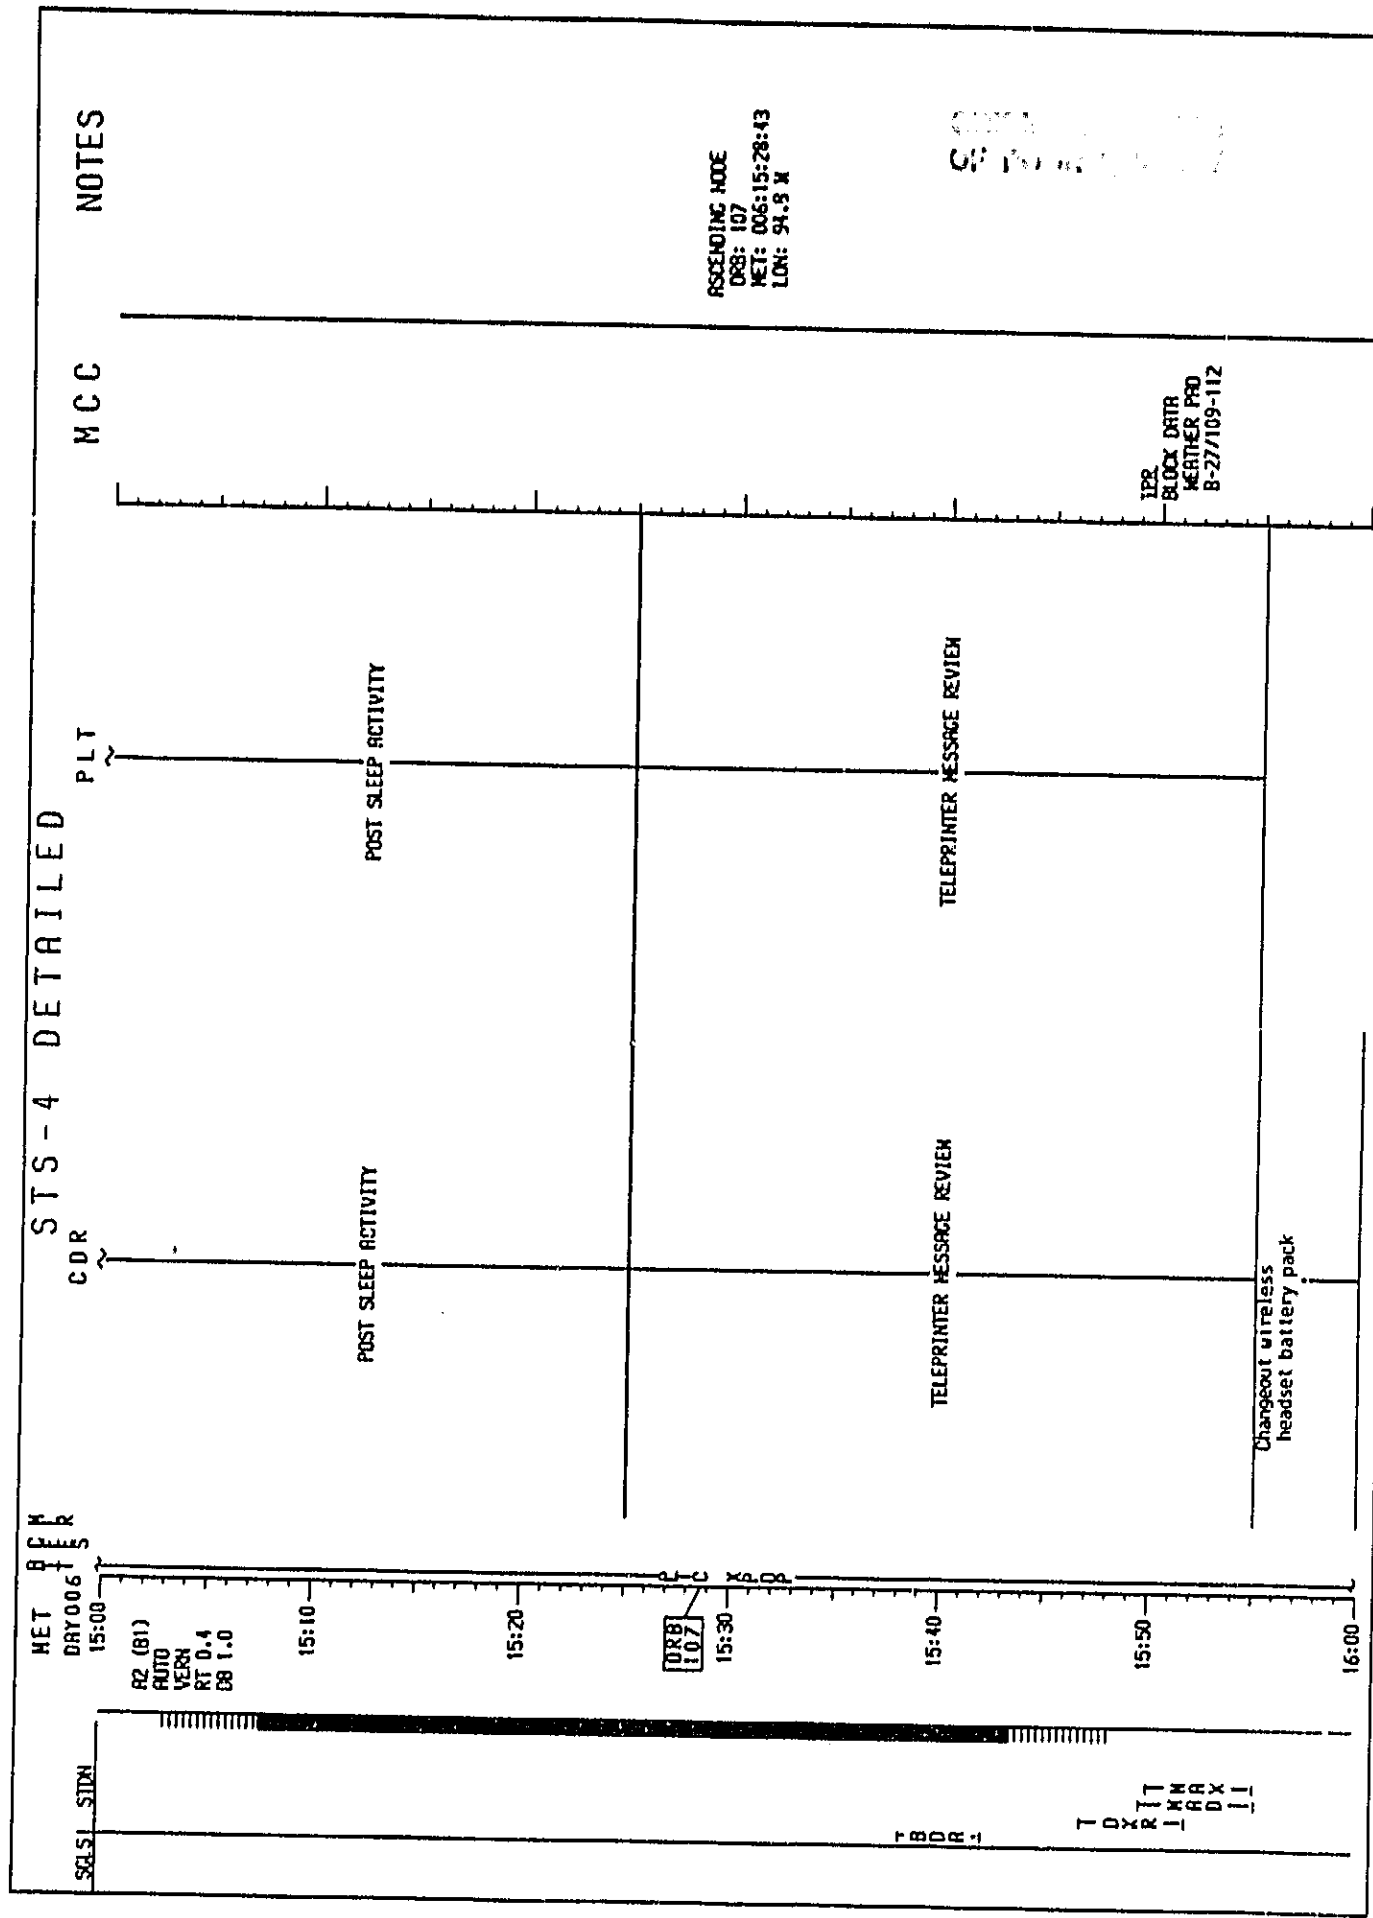 STS-4 DETAILED
MET
DAY006
CDR
PLT
MCC
NOTES
SGLS
STDN
15:00
A2 (B1)
AUTO
VERN
RT 0.4
DB 1.0
15:10
POST SLEEP ACTIVITY
POST SLEEP ACTIVITY
15:20
ORB
107
15:30
ASCENDING NODE
ORB: 107
MET: 006:15:28:43
LON: 94.8 W
15:40
TELEPRINTER MESSAGE REVIEW
TELEPRINTER MESSAGE REVIEW
15:50
TPR
BLOCK DATA
WEATHER PAD
B-27/109-112
Changeout wireless
headset battery pack
16:00